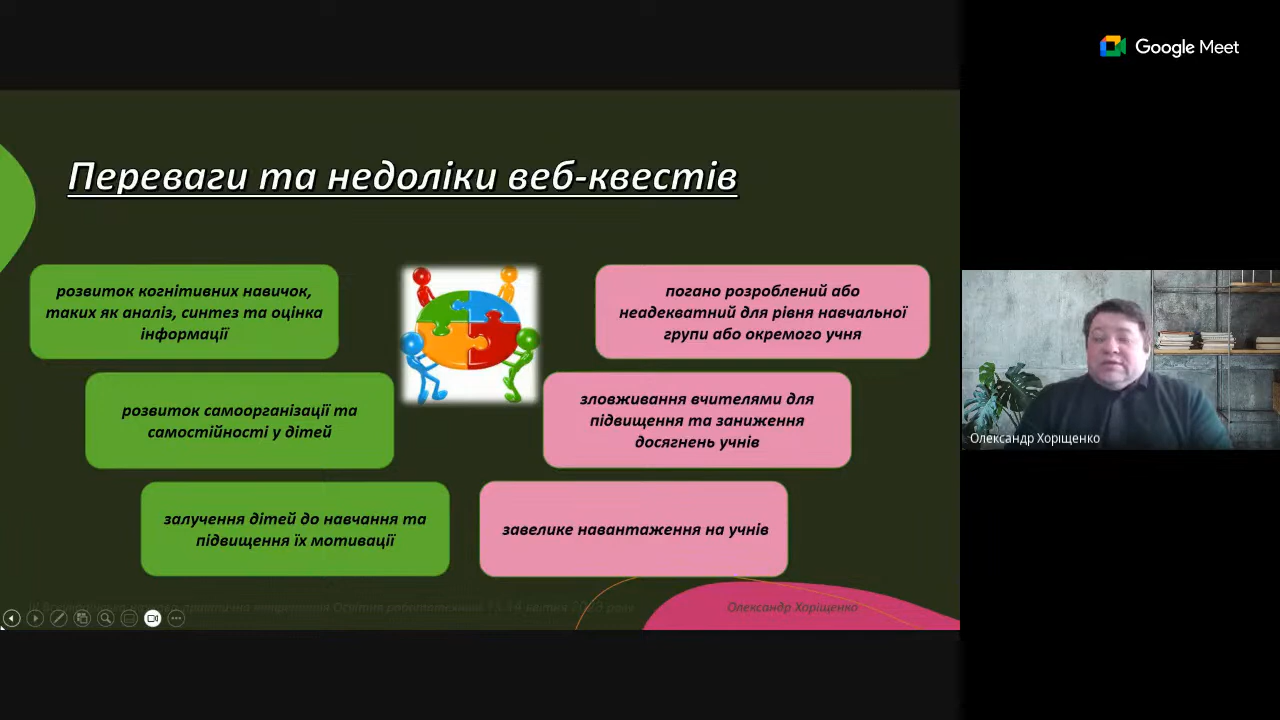 Google Meet
Переваги та недоліки веб-квестів
розвиток когнітивних навичок,
таких як аналіз, синтез та оцінка
інформації
погано розроблений або
неадекватний для рівня навчальної
групи або окремого учня
розвиток самоорганізації та
самостійності у дітей
зловживання вчителями для
підвищення та заниження
досягнень учнів
залучення дітей до навчання та
підвищення їх мотивації
завелике навантаження на учнів
Олександр Хоріщенко
Олександр Хоріщенко